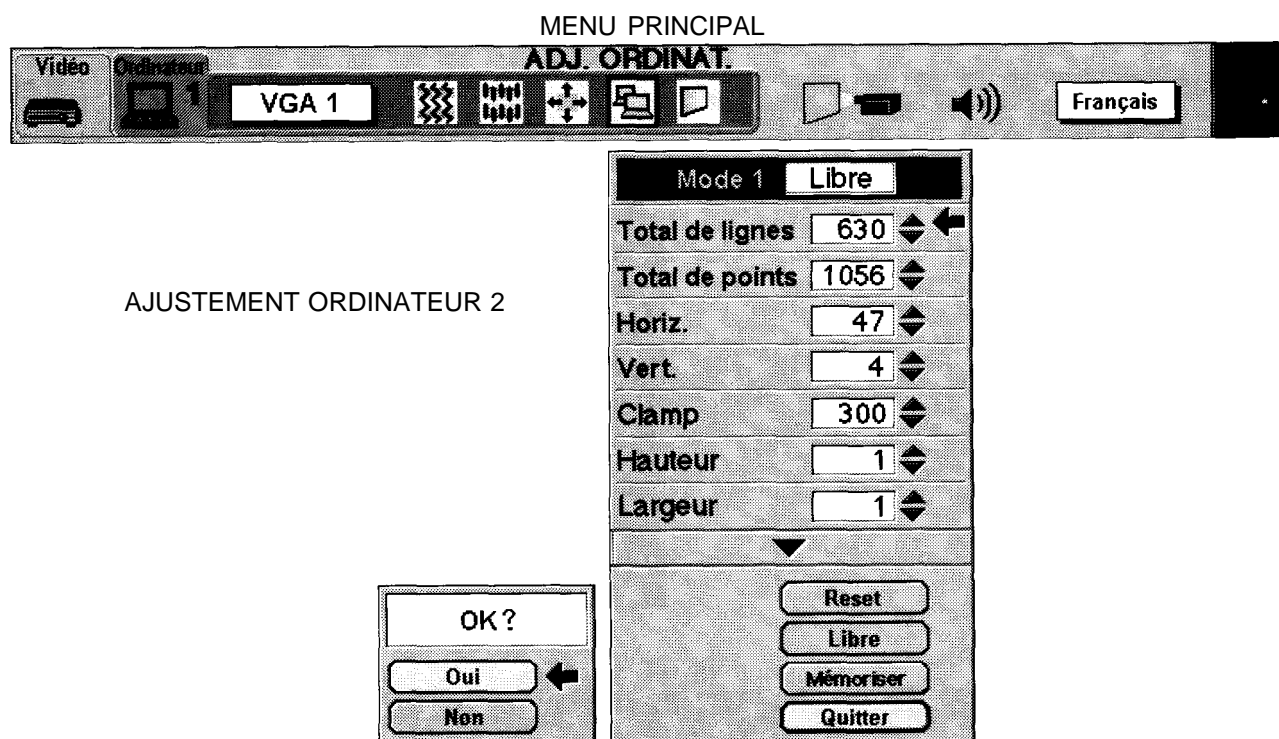 MENU PRINCIPAL
ADJ. ORDINAT.
Vidéo
Ordinateur
1
VGA 1
Français
Mode 1 Libre
Total de lignes 630
Total de points 1056
Horiz. 47
Vert. 4
Clamp 300
Hauteur 1
Largeur 1
AJUSTEMENT ORDINATEUR 2
Reset
Libre
Mémoriser
Quitter
OK?
Oui
Non